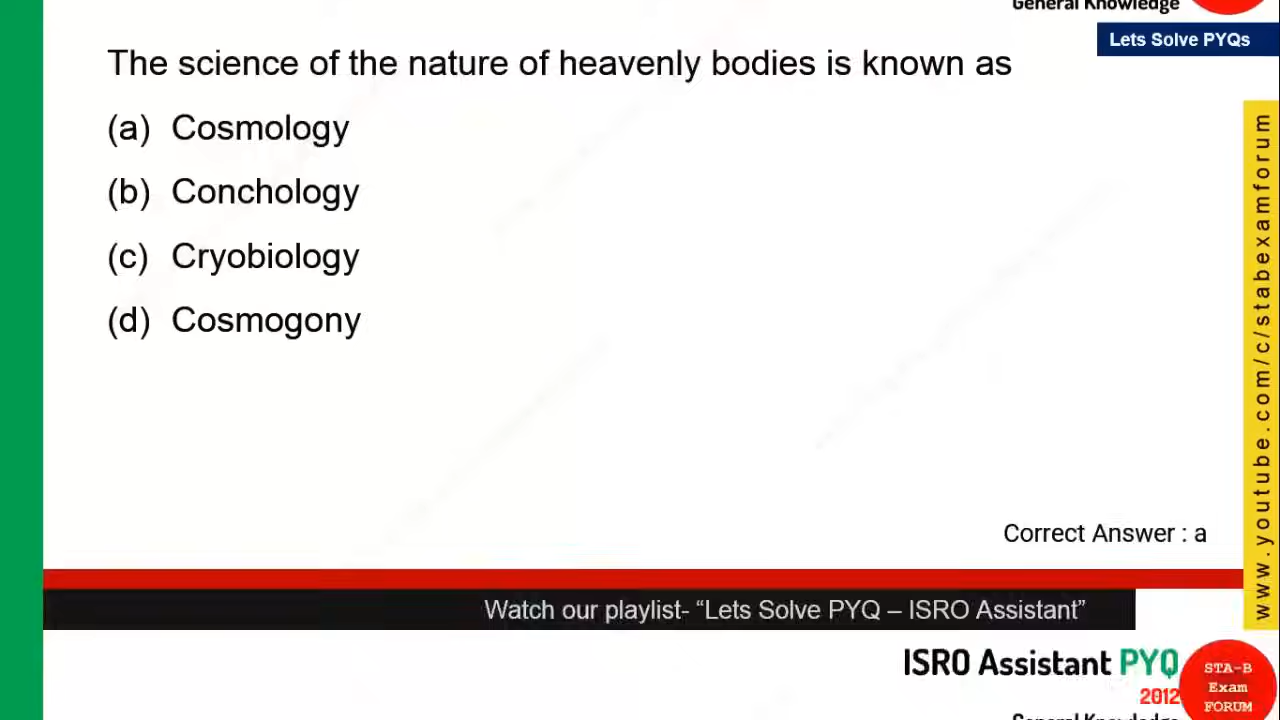 General Knowledge
Lets Solve PYQs
The science of the nature of heavenly bodies is known as
(a) Cosmology
(b) Conchology
(c) Cryobiology
(d) Cosmogony
www.youtube.com/c/stabexamforum
Correct Answer : a
Watch our playlist- “Lets Solve PYQ – ISRO Assistant”
ISRO Assistant PYQ
2012
STA-B
Exam
FORUM
General Knowledge